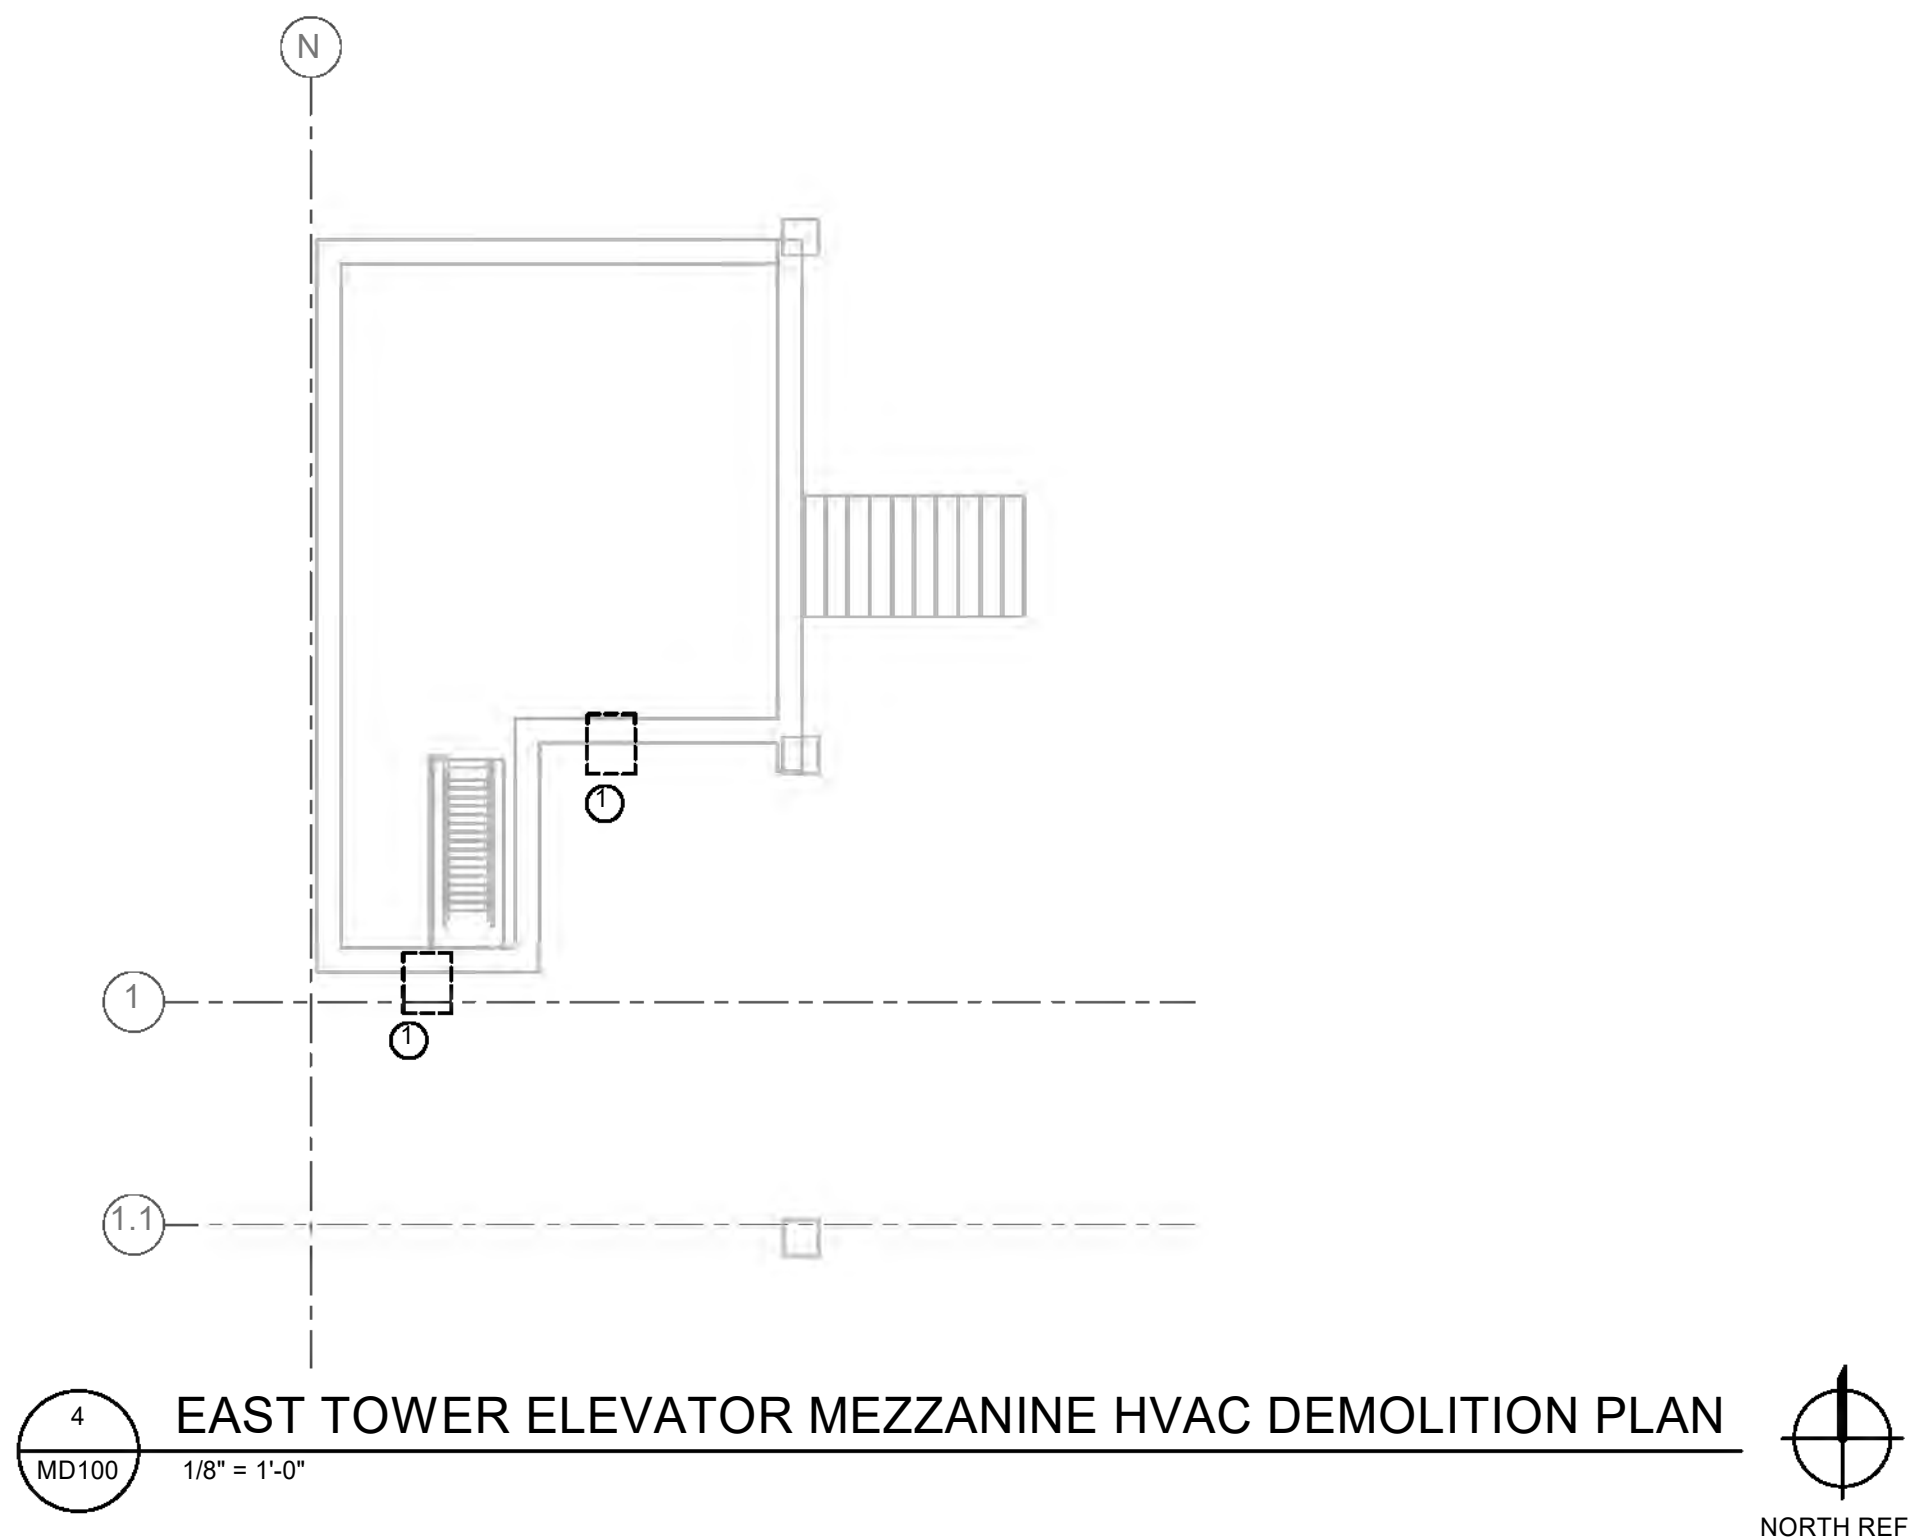 N
1
1
1
1.1
4
EAST TOWER ELEVATOR MEZZANINE HVAC DEMOLITION PLAN
MD100
1/8" = 1'-0"
NORTH REF